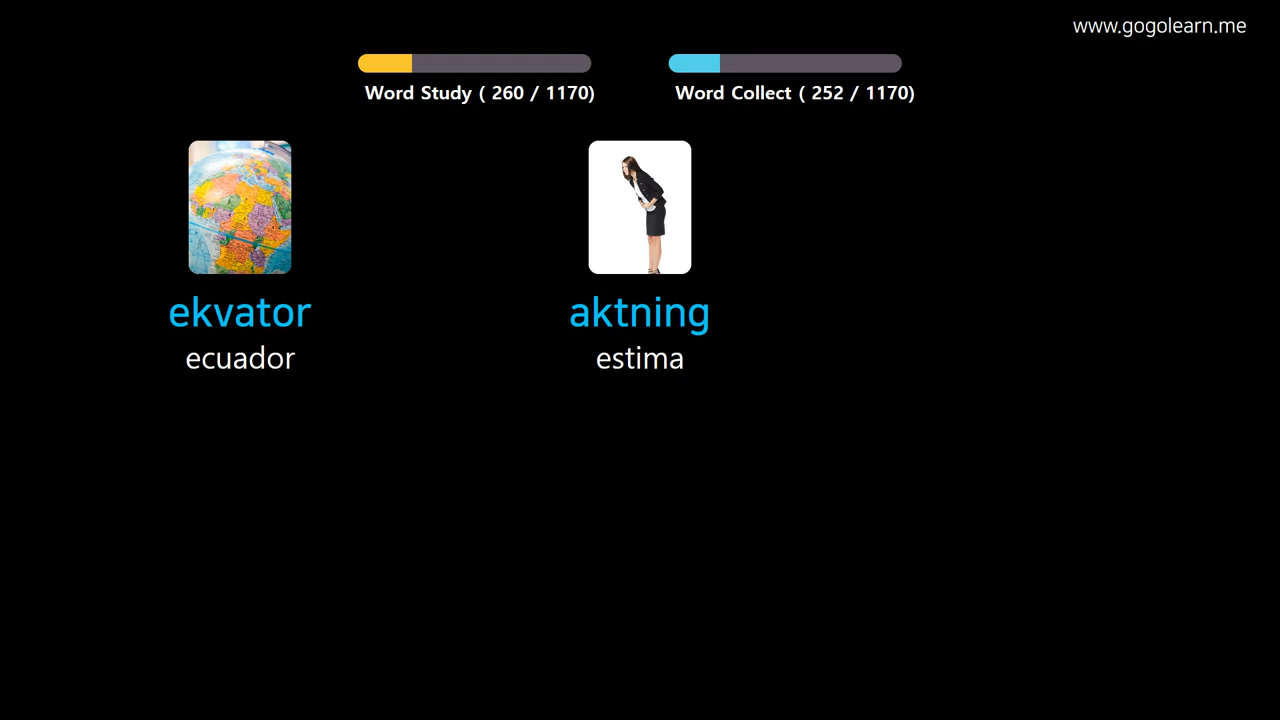 www.gogolearn.me
Word Study ( 260 / 1170)
Word Collect ( 252 / 1170)
ekvator
ecuador
aktning
estima